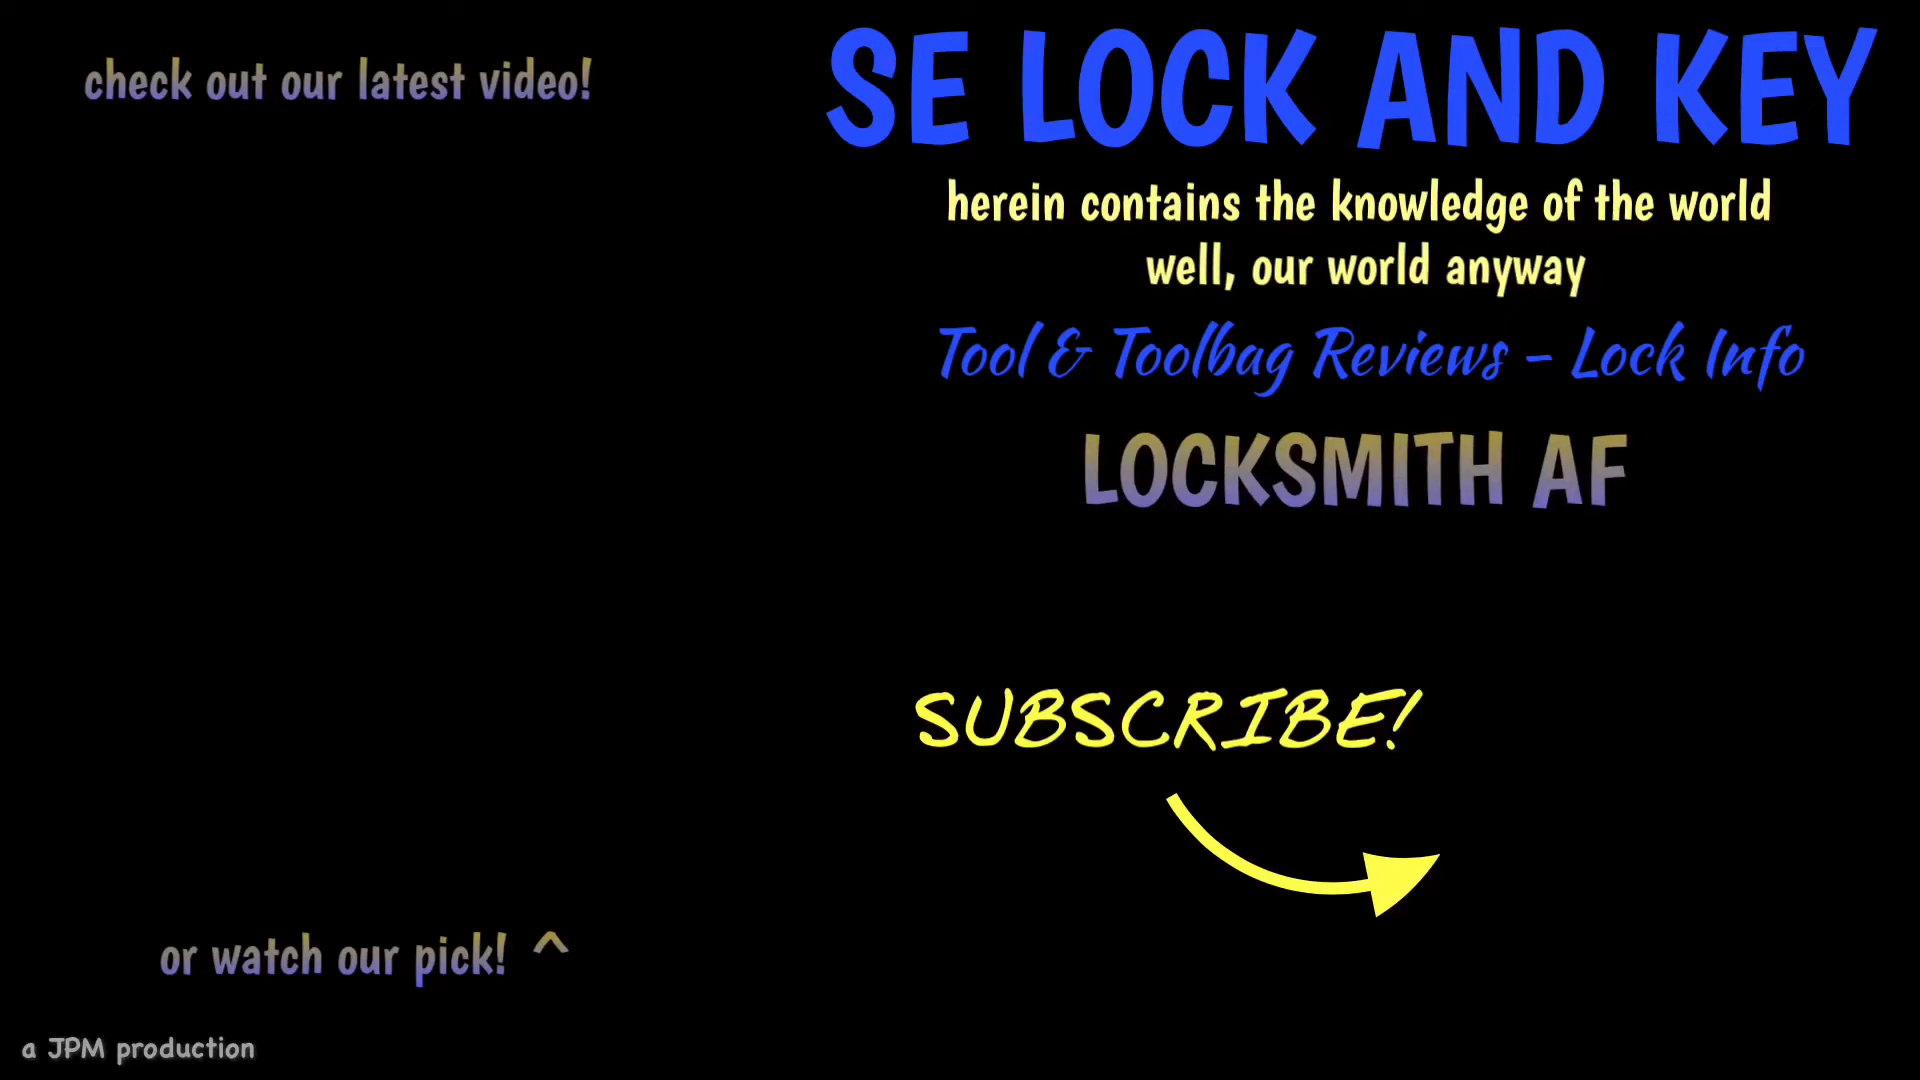 check out our latest video!
SE LOCK AND KEY
herein contains the knowledge of the world
well, our world anyway
Tool & Toolbag Reviews - Lock Info
LOCKSMITH AF
SUBSCRIBE!
or watch our pick! ^
a JPM production